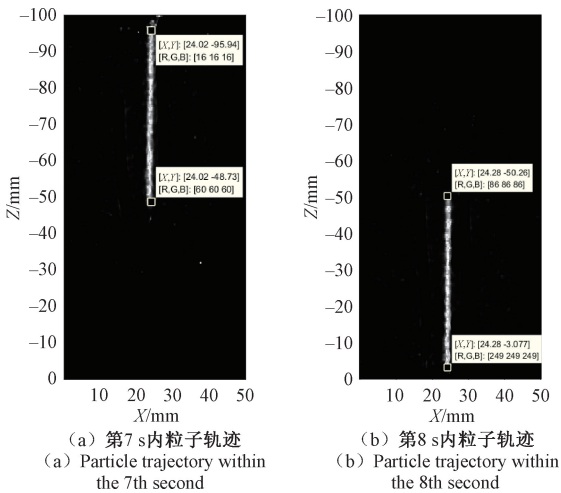 –100
–90
–80
–70
–60
–50
–40
–30
–20
–10
0
Z/mm
[X,Y]: [24.02 -95.94]
[R,G,B]: [16 16 16]
[X,Y]: [24.02 -48.73]
[R,G,B]: [60 60 60]
10 20 30 40 50
X/mm
(a)第7 s内粒子轨迹
(a) Particle trajectory within
the 7th second
–100
–90
–80
–70
–60
–50
–40
–30
–20
–10
0
Z/mm
[X,Y]: [24.28 -50.26]
[R,G,B]: [86 86 86]
[X,Y]: [24.28 -3.077]
[R,G,B]: [249 249 249]
10 20 30 40 50
X/mm
(b)第8 s内粒子轨迹
(b) Particle trajectory within
the 8th second